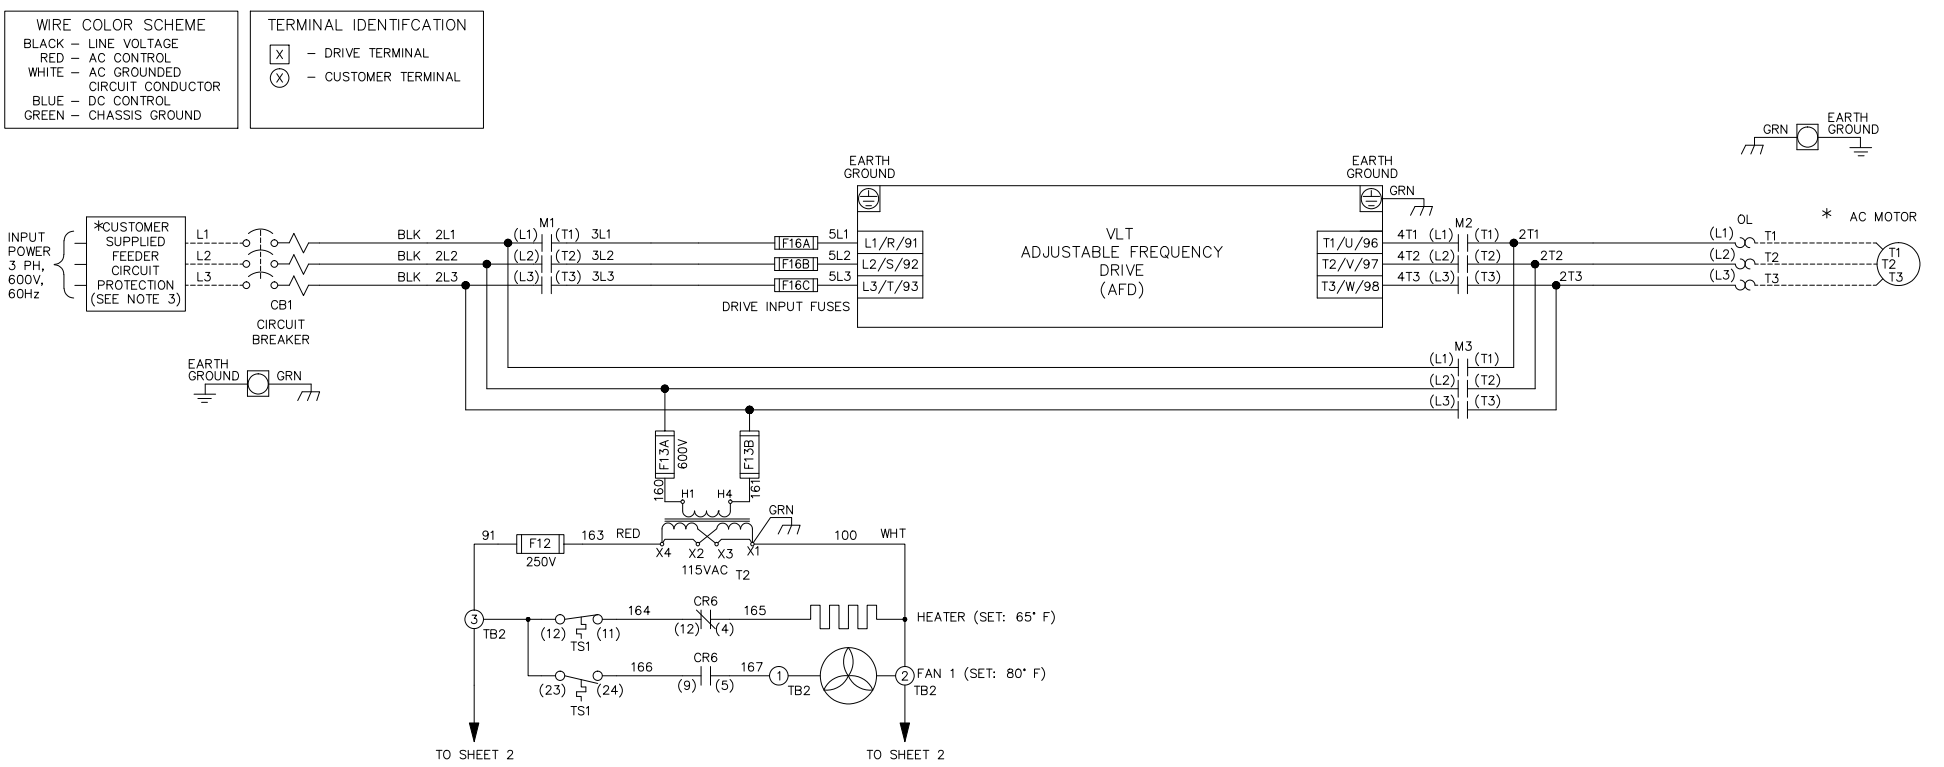 WIRE COLOR SCHEME
BLACK – LINE VOLTAGE
RED – AC CONTROL
WHITE – AC GROUNDED
CIRCUIT CONDUCTOR
BLUE – DC CONTROL
GREEN – CHASSIS GROUND
TERMINAL IDENTIFCATION
X – DRIVE TERMINAL
X – CUSTOMER TERMINAL
GRN
EARTH
GROUND
INPUT
POWER
3 PH,
600V,
60Hz
*CUSTOMER
SUPPLIED
FEEDER
CIRCUIT
PROTECTION
(SEE NOTE 3)
L1
L2
L3
CB1
CIRCUIT
BREAKER
EARTH
GROUND
GRN
BLK 2L1
BLK 2L2
BLK 2L3
M1
(L1) (T1) 3L1
(L2) (T2) 3L2
(L3) (T3) 3L3
F16A 5L1
F16B 5L2
F16C 5L3
DRIVE INPUT FUSES
EARTH
GROUND
L1/R/91
L2/S/92
L3/T/93
VLT
ADJUSTABLE FREQUENCY
DRIVE
(AFD)
EARTH
GROUND
GRN
T1/U/96
T2/V/97
T3/W/98
M2
4T1 (L1) (T1) 2T1
4T2 (L2) (T2) 2T2
4T3 (L3) (T3) 2T3
OL
(L1) T1
(L2) T2
(L3) T3
* AC MOTOR
T1
T2
T3
M3
(L1) (T1)
(L2) (T2)
(L3) (T3)
F13A
600V
F13B
160
161
H1 H4
GRN
91
F12
250V
163 RED
X4 X2 X3 X1
115VAC T2
100 WHT
3
TB2
(12) (11)
TS1
164
CR6
(12) (4)
165
HEATER (SET: 65° F)
(23) (24)
TS1
166
CR6
(9) (5)
167
1
TB2
2
TB2
FAN 1 (SET: 80° F)
TO SHEET 2
TO SHEET 2